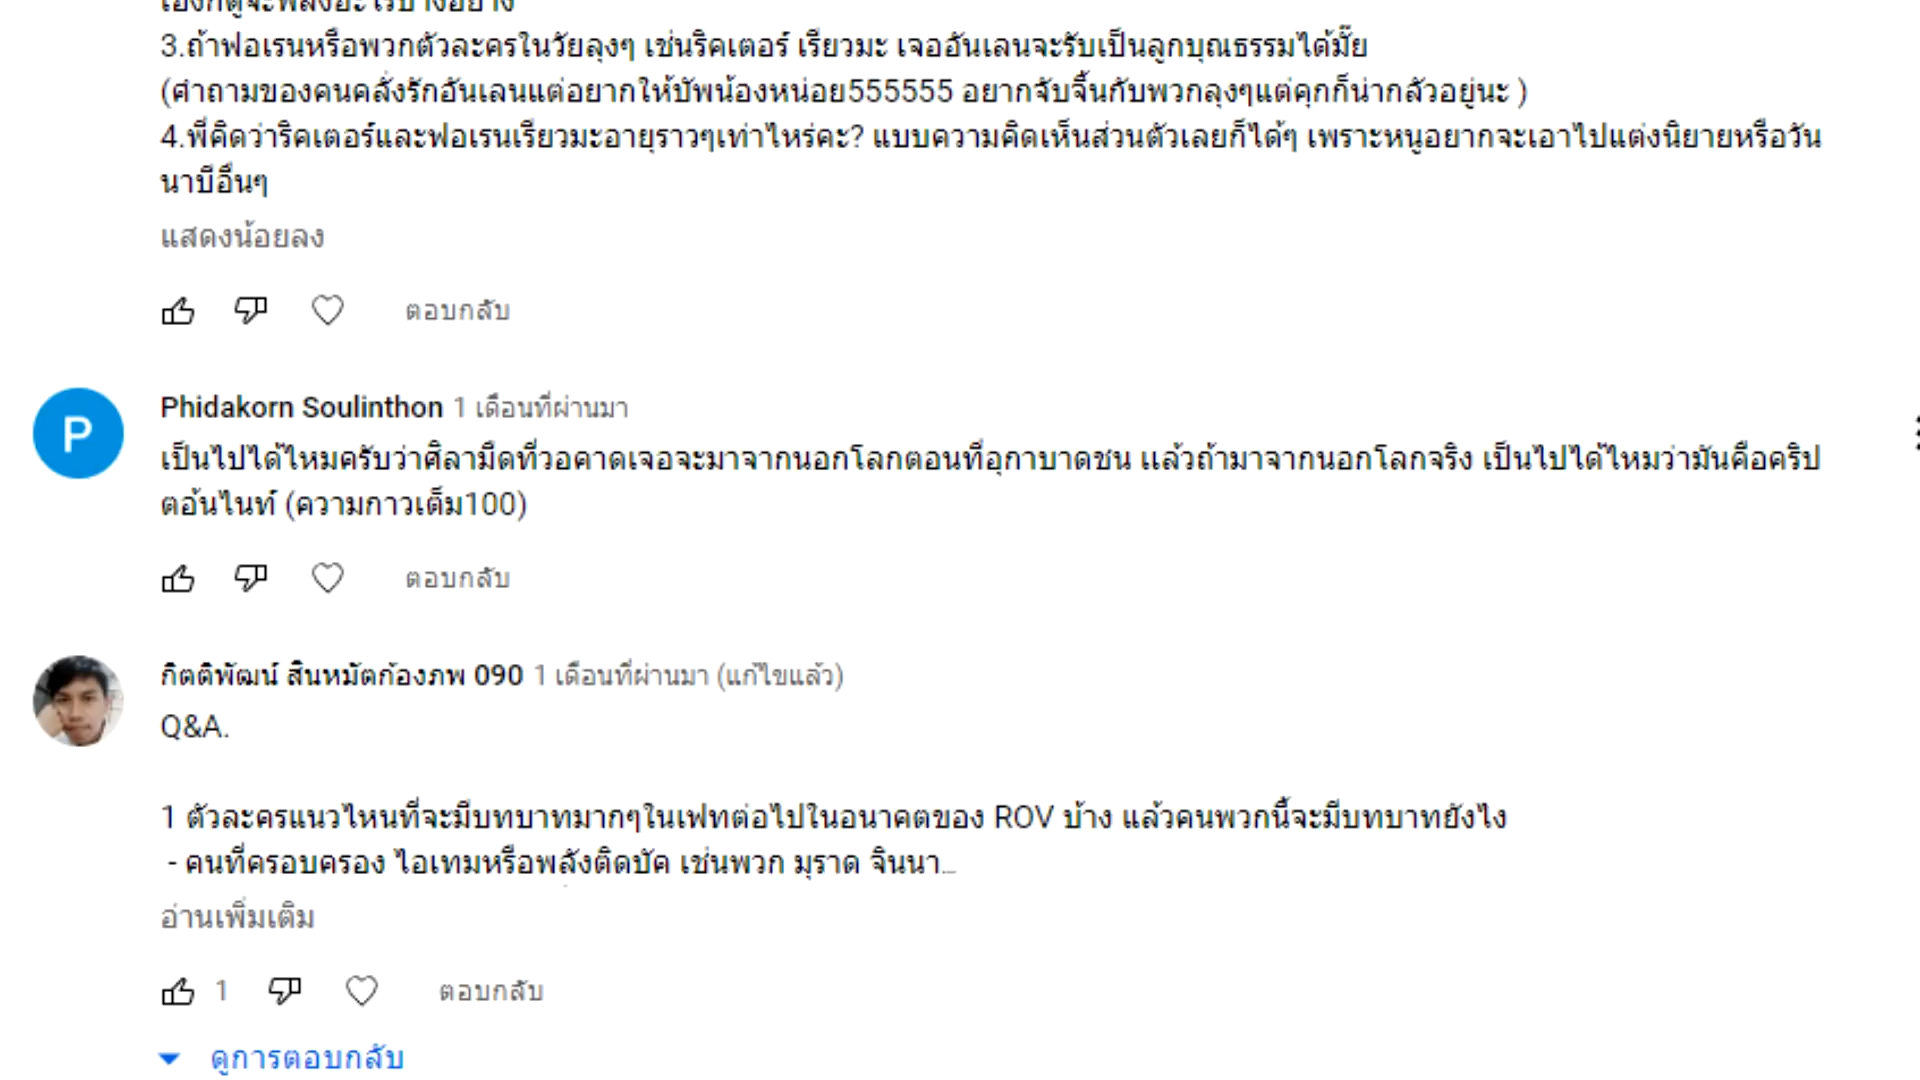 3.ถ้าฟอเรนหรือพวกตัวละครในวัยลุงๆ เช่นริคเตอร์ เรียวมะ เจออันเลนจะรับเป็นลูกบุญธรรมได้มั๊ย
(คำถามของคนคลั่งรักอันเลนแต่อยากให้บัพน้องหน่อย555555 อยากจับจิ้นกับพวกลุงๆแต่คุกก็น่ากลัวอยู่นะ )
4.พี่คิดว่าริคเตอร์และฟอเรนเรียวมะอายุราวๆเท่าไหร่คะ? แบบความคิดเห็นส่วนตัวเลยก็ได้ๆ เพราะหนูอยากจะเอาไปแต่งนิยายหรือวัน
นาบีอื่นๆ
แสดงน้อยลง
ตอบกลับ
Phidakorn Soulinthon 1 เดือนที่ผ่านมา
P
เป็นไปได้ไหมครับว่าศิลามืดที่วอคาดเจอจะมาจากนอกโลกตอนที่อุกาบาตชน แล้วถ้ามาจากนอกโลกจริง เป็นไปได้ไหมว่ามันคือคริป
ตอ้นไนท์ (ความกาวเต็ม100)
ตอบกลับ
กิตติพัฒน์ สินหมัตก้องภพ 090 1 เดือนที่ผ่านมา (แก้ไขแล้ว)
Q&A.
1 ตัวละครแนวไหนที่จะมีบทบาทมากๆในเฟทต่อไปในอนาคตของ ROV บ้าง แล้วคนพวกนี้จะมีบทบาทยังไง
- คนที่ครอบครอง ไอเทมหรือพลังติดบัค เช่นพวก มุราด จินนา...
อ่านเพิ่มเติม
1 ตอบกลับ
ดูการตอบกลับ